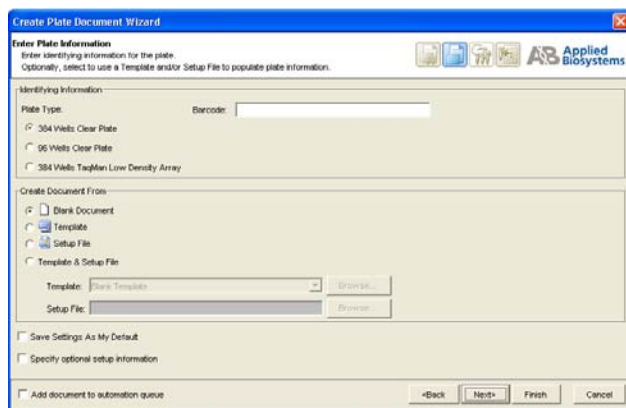 Create Plate Document Wizard
Enter Plate Information
Enter identifying information for the plate.
Optionally, select to use a Template and/or Setup File to populate plate information.
AB Applied
Biosystems
Identifying Information
Plate Type:
Barcode:
384 Wells Clear Plate
96 Wells Clear Plate
384 Wells TaqMan Low Density Array
Create Document From
Blank Document
Template
Setup File
Template & Setup File
Template: Blank Template Browse...
Setup File: Browse...
Save Settings As My Default
Specify optional setup information
Add document to automation queue
<Back Next> Finish Cancel